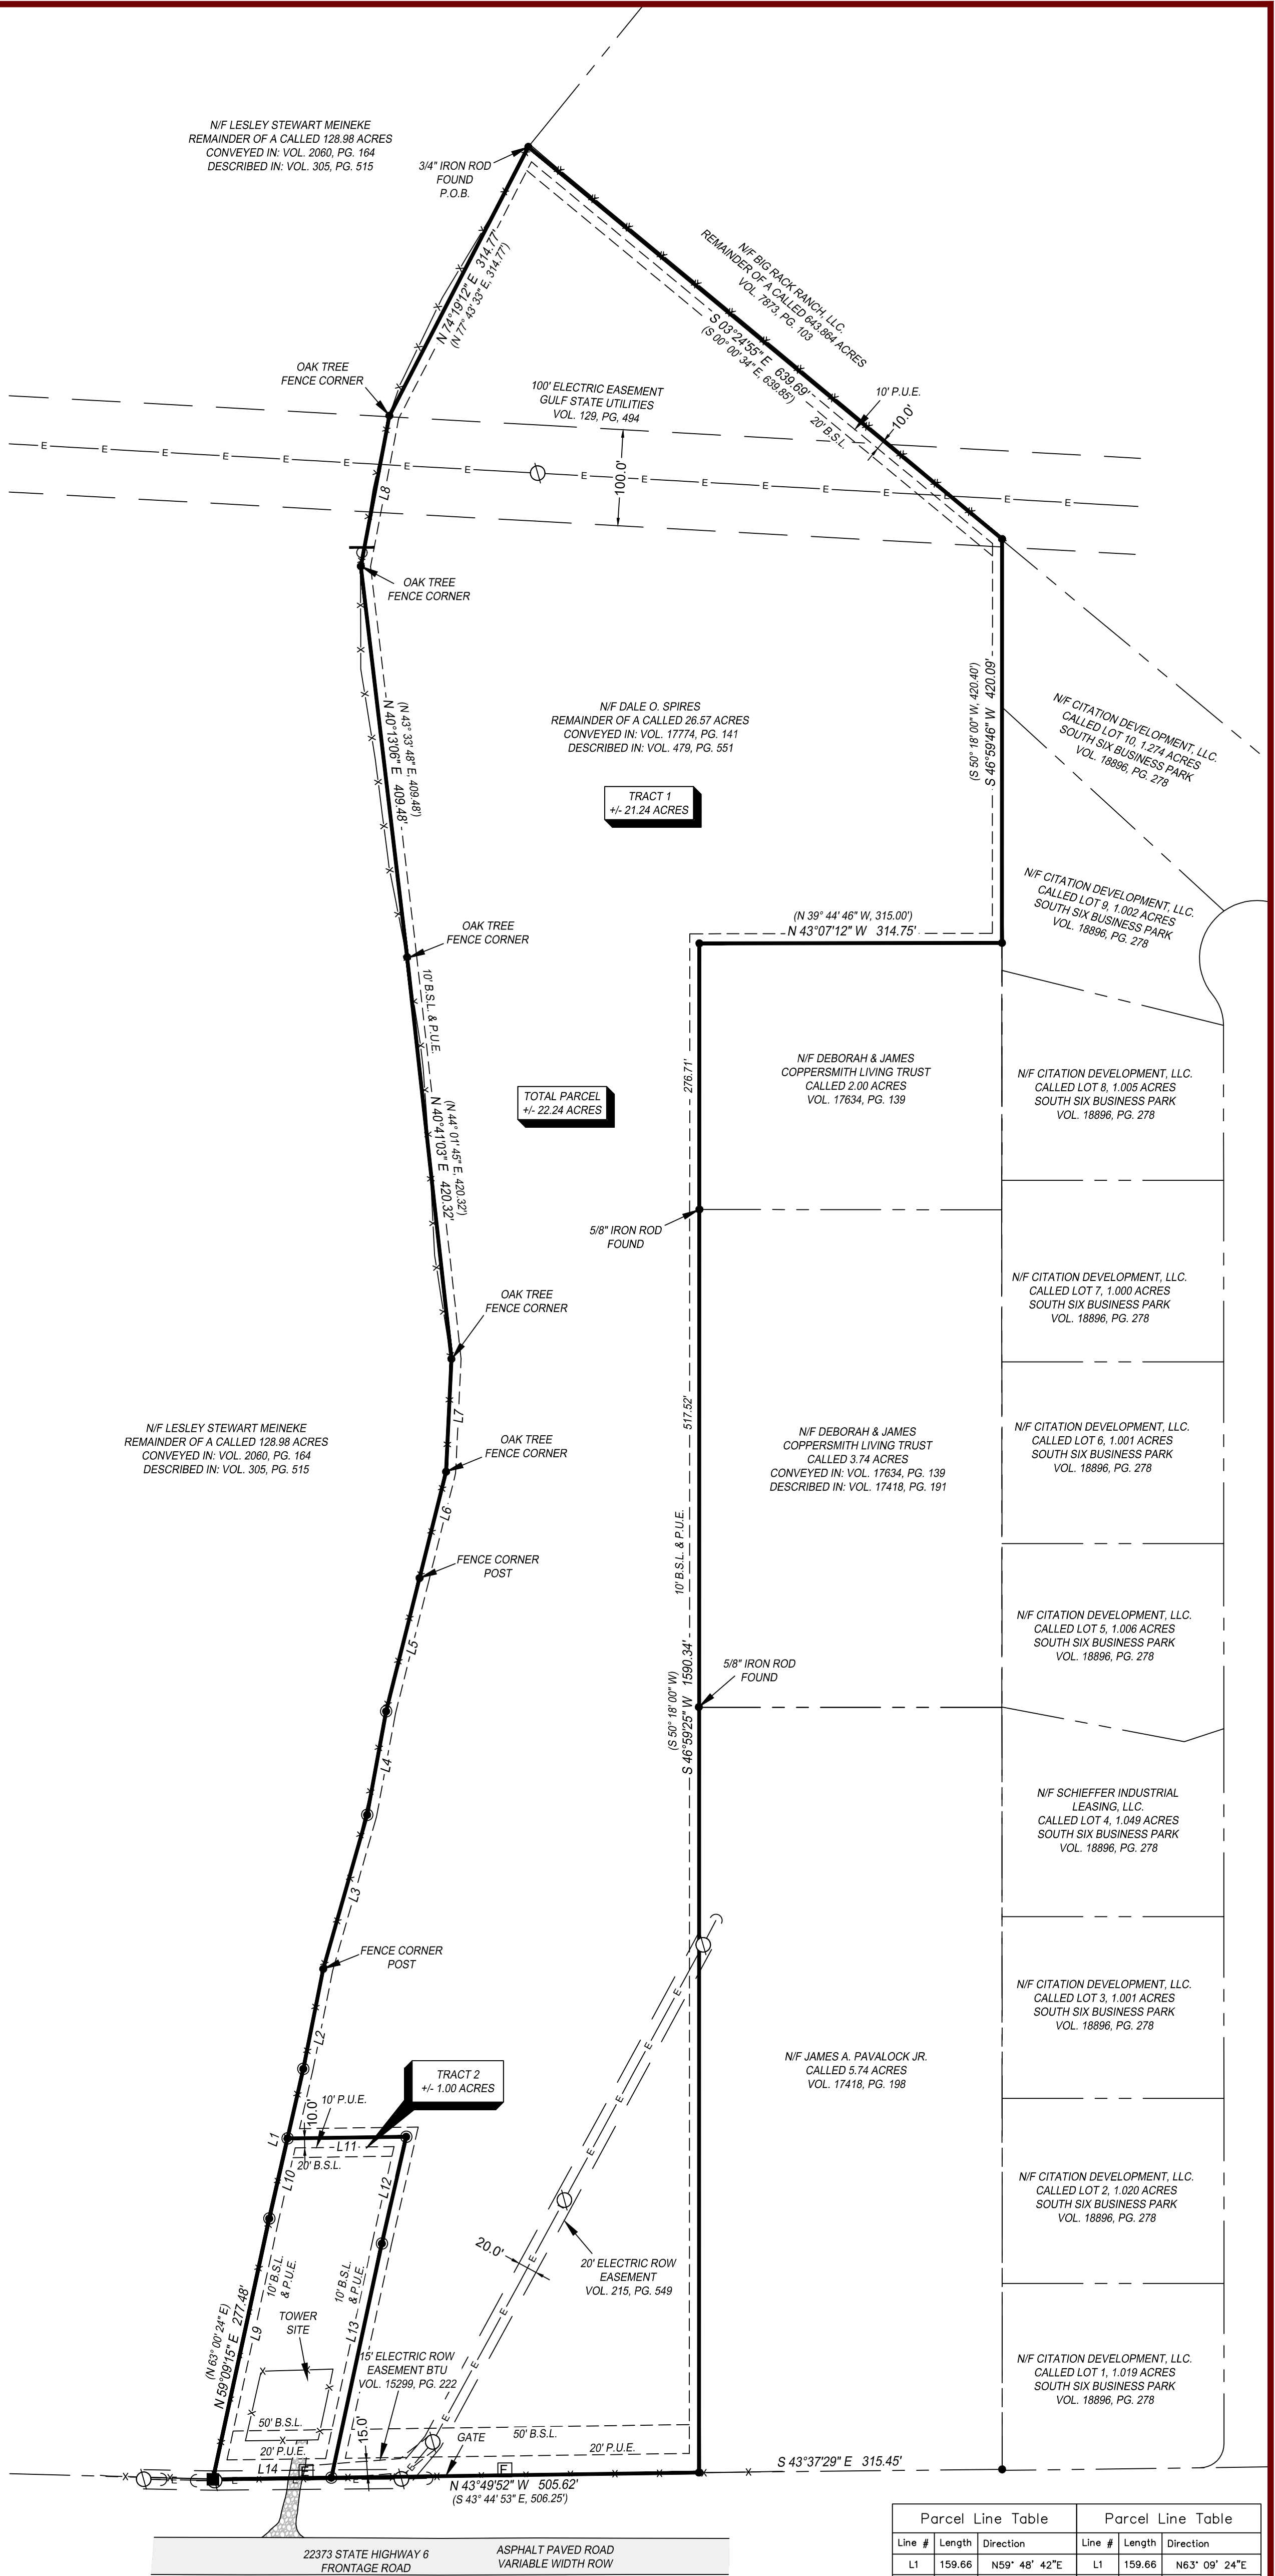 N/F LESLEY STEWART MEINEKE
REMAINDER OF A CALLED 128.98 ACRES
CONVEYED IN: VOL. 2060, PG. 164
DESCRIBED IN: VOL. 305, PG. 515
3/4" IRON ROD
FOUND
P.O.B.
N 74°19'12" E 314.77'
(N 77° 43' 33" E, 314.77')
N/F BIG RACK RANCH, LLC.
REMAINDER OF A CALLED 643.864 ACRES
VOL. 7873, PG. 103
S 03°24'55" E 639.69'
(S 00° 00' 34" E, 639.85')
20' B.S.L.
10' P.U.E.
10.0'
OAK TREE
FENCE CORNER
100' ELECTRIC EASEMENT
GULF STATE UTILITIES
VOL. 129, PG, 494
100.0'
E E E E E E E E E E E E E E E E E
L8
OAK TREE
FENCE CORNER
N/F DALE O. SPIRES
REMAINDER OF A CALLED 26.57 ACRES
CONVEYED IN: VOL. 17774, PG. 141
DESCRIBED IN: VOL. 479, PG. 551
TRACT 1
+/- 21.24 ACRES
(S 50° 18' 00" W, 420.40')
S 46°59'46" W 420.09'
N/F CITATION DEVELOPMENT, LLC.
CALLED LOT 10, 1.274 ACRES
SOUTH SIX BUSINESS PARK
VOL. 18896, PG. 278
(N 43° 33' 48" E, 409.48')
N 40°13'06" E 409.48'
N/F CITATION DEVELOPMENT, LLC.
CALLED LOT 9, 1.002 ACRES
SOUTH SIX BUSINESS PARK
VOL. 18896, PG. 278
(N 39° 44' 46" W, 315.00')
N 43°07'12" W 314.75'
OAK TREE
FENCE CORNER
10' B.S.L. & P.U.E.
276.71'
N/F DEBORAH & JAMES
COPPERSMITH LIVING TRUST
CALLED 2.00 ACRES
VOL. 17634, PG. 139
N/F CITATION DEVELOPMENT, LLC.
CALLED LOT 8, 1.005 ACRES
SOUTH SIX BUSINESS PARK
VOL. 18896, PG. 278
TOTAL PARCEL
+/- 22.24 ACRES
(N 44° 01' 45" E, 420.32')
N 40°41'03" E 420.32'
5/8" IRON ROD
FOUND
N/F CITATION DEVELOPMENT, LLC.
CALLED LOT 7, 1.000 ACRES
SOUTH SIX BUSINESS PARK
VOL. 18896, PG. 278
OAK TREE
FENCE CORNER
L7
517.52'
N/F LESLEY STEWART MEINEKE
REMAINDER OF A CALLED 128.98 ACRES
CONVEYED IN: VOL. 2060, PG. 164
DESCRIBED IN: VOL. 305, PG. 515
OAK TREE
FENCE CORNER
N/F DEBORAH & JAMES
COPPERSMITH LIVING TRUST
CALLED 3.74 ACRES
CONVEYED IN: VOL. 17634, PG. 139
DESCRIBED IN: VOL. 17418, PG. 191
N/F CITATION DEVELOPMENT, LLC.
CALLED LOT 6, 1.001 ACRES
SOUTH SIX BUSINESS PARK
VOL. 18896, PG. 278
L6
FENCE CORNER
POST
10' B.S.L. & P.U.E.
L5
N/F CITATION DEVELOPMENT, LLC.
CALLED LOT 5, 1.006 ACRES
SOUTH SIX BUSINESS PARK
VOL. 18896, PG. 278
(S 50° 18' 00" W)
S 46°59'25" W 1590.34'
5/8" IRON ROD
FOUND
L4
N/F SCHIEFFER INDUSTRIAL
LEASING, LLC.
CALLED LOT 4, 1.049 ACRES
SOUTH SIX BUSINESS PARK
VOL. 18896, PG. 278
L3
FENCE CORNER
POST
N/F CITATION DEVELOPMENT, LLC.
CALLED LOT 3, 1.001 ACRES
SOUTH SIX BUSINESS PARK
VOL. 18896, PG. 278
L2
N/F JAMES A. PAVALOCK JR.
CALLED 5.74 ACRES
VOL. 17418, PG. 198
TRACT 2
+/- 1.00 ACRES
10.0'
10' P.U.E.
L1
L11
20' B.S.L.
L10
L12
N/F CITATION DEVELOPMENT, LLC.
CALLED LOT 2, 1.020 ACRES
SOUTH SIX BUSINESS PARK
VOL. 18896, PG. 278
20.0'
20' ELECTRIC ROW
EASEMENT
VOL. 215, PG. 549
10' B.S.L.
& P.U.E.
10' B.S.L.
& P.U.E.
(N 63° 00' 24" E)
N 59°09'15" E 277.48'
L9
TOWER
SITE
L13
15' ELECTRIC ROW
EASEMENT BTU
VOL. 15299, PG. 222
N/F CITATION DEVELOPMENT, LLC.
CALLED LOT 1, 1.019 ACRES
SOUTH SIX BUSINESS PARK
VOL. 18896, PG. 278
50' B.S.L.
20' P.U.E.
15.0'
GATE
50' B.S.L.
20' P.U.E.
L14
S 43°37'29" E 315.45'
N 43°49'52" W 505.62'
(S 43° 44' 53" E, 506.25')
22373 STATE HIGHWAY 6
FRONTAGE ROAD
ASPHALT PAVED ROAD
VARIABLE WIDTH ROW
Parcel Line Table Parcel Line Table
Line # Length Direction Line # Length Direction
L1 159.66 N59° 48' 42"E L1 159.66 N63° 09' 24"E